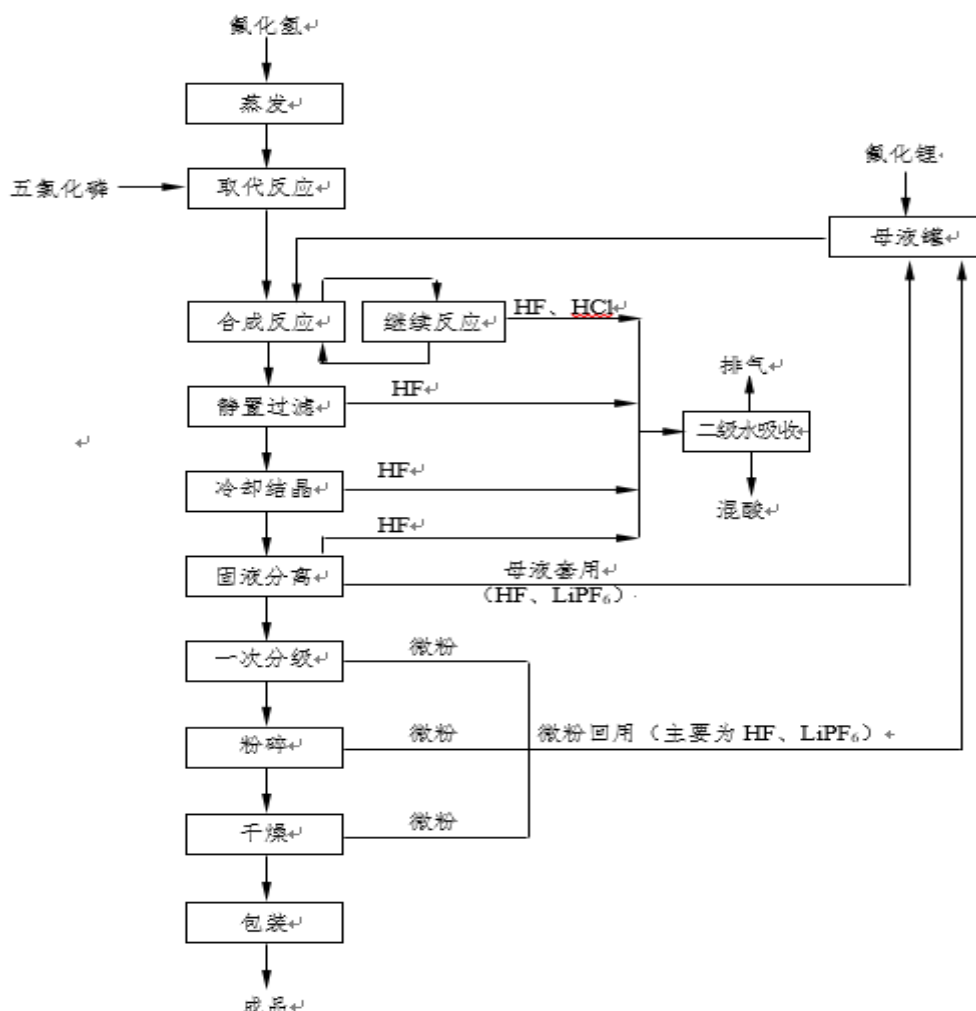 氟化氢
蒸发
氟化锂
五氯化磷
取代反应
母液罐
HF、HCl
合成反应
继续反应
排气
HF
静置过滤
二级水吸收
HF
冷却结晶
混酸
HF
固液分离
母液套用
（HF、LiPF₆）
一次分级
微粉
粉碎
微粉
微粉回用（主要为 HF、LiPF₆）
干燥
微粉
包装
成品